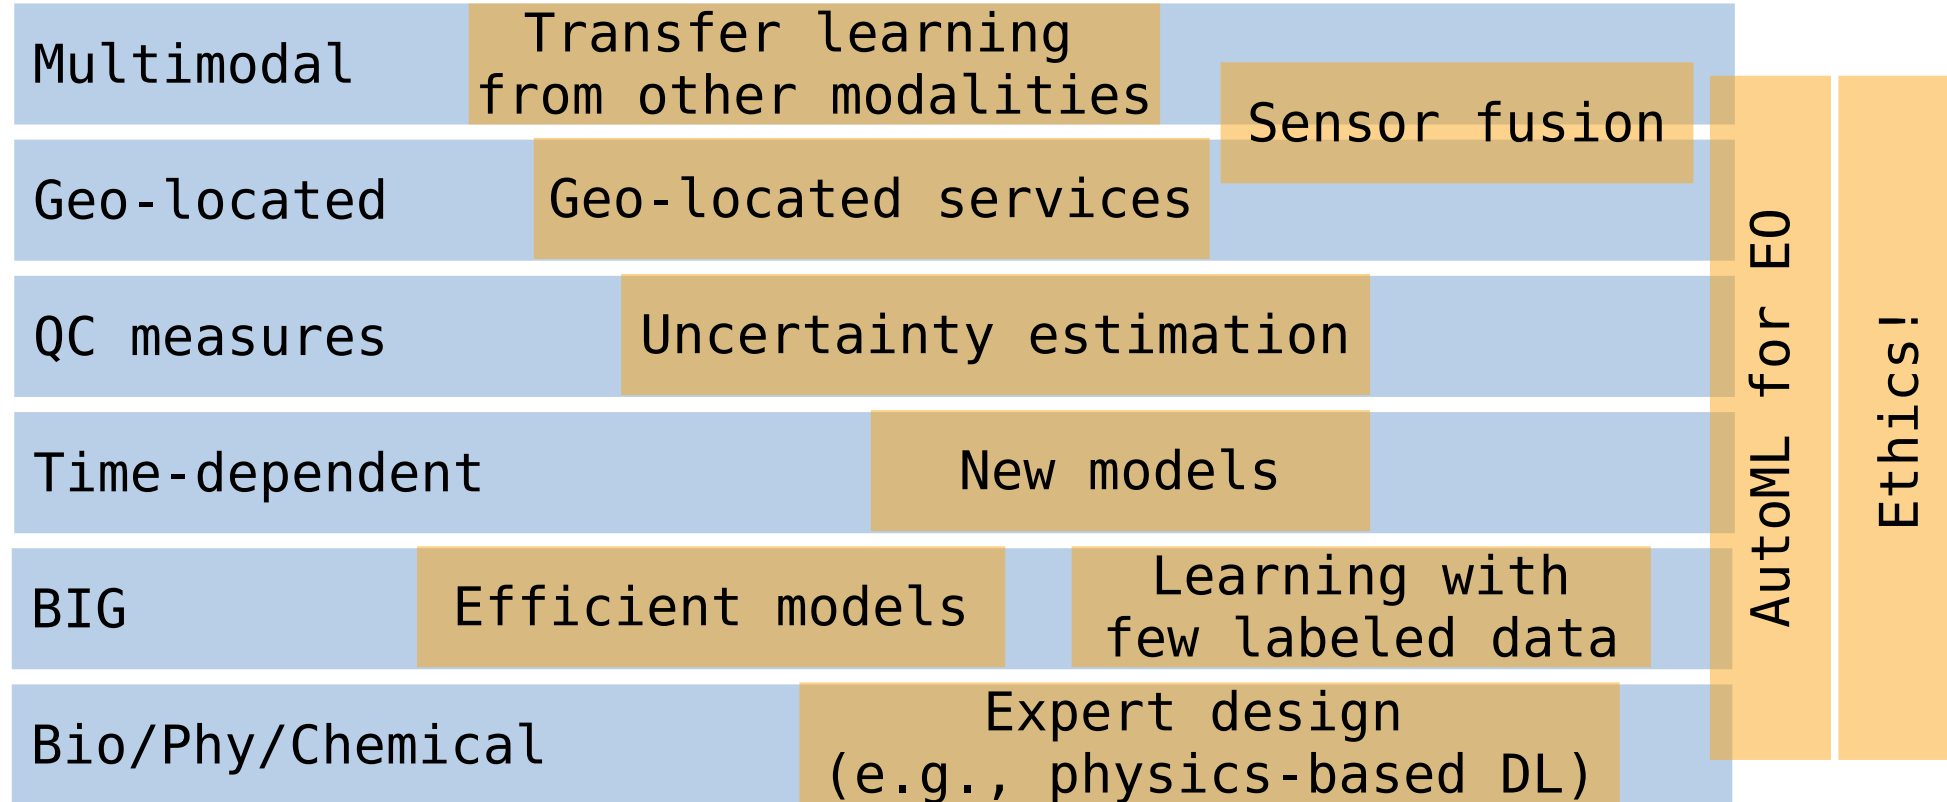 Multimodal
Transfer learning
from other modalities
Sensor fusion
Geo-located
Geo-located services
QC measures
Uncertainty estimation
Time-dependent
New models
BIG
Efficient models
Learning with
few labeled data
Bio/Phy/Chemical
Expert design
(e.g., physics-based DL)
AutoML for EO
Ethics!